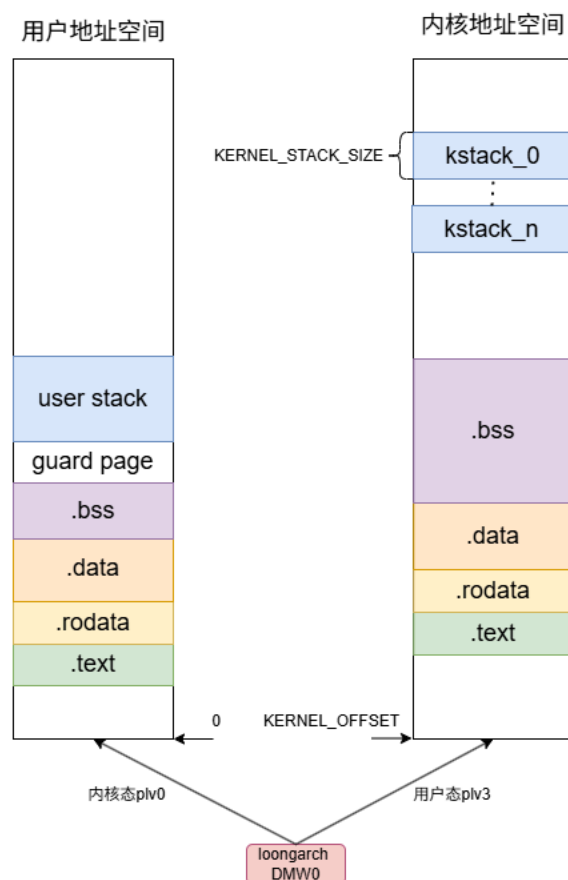 用户地址空间
内核地址空间
KERNEL_STACK_SIZE
kstack_0
kstack_n
user stack
guard page
.bss
.data
.rodata
.text
.bss
.data
.rodata
.text
0
KERNEL_OFFSET
内核态plv0
用户态plv3
loongarch
DMW0